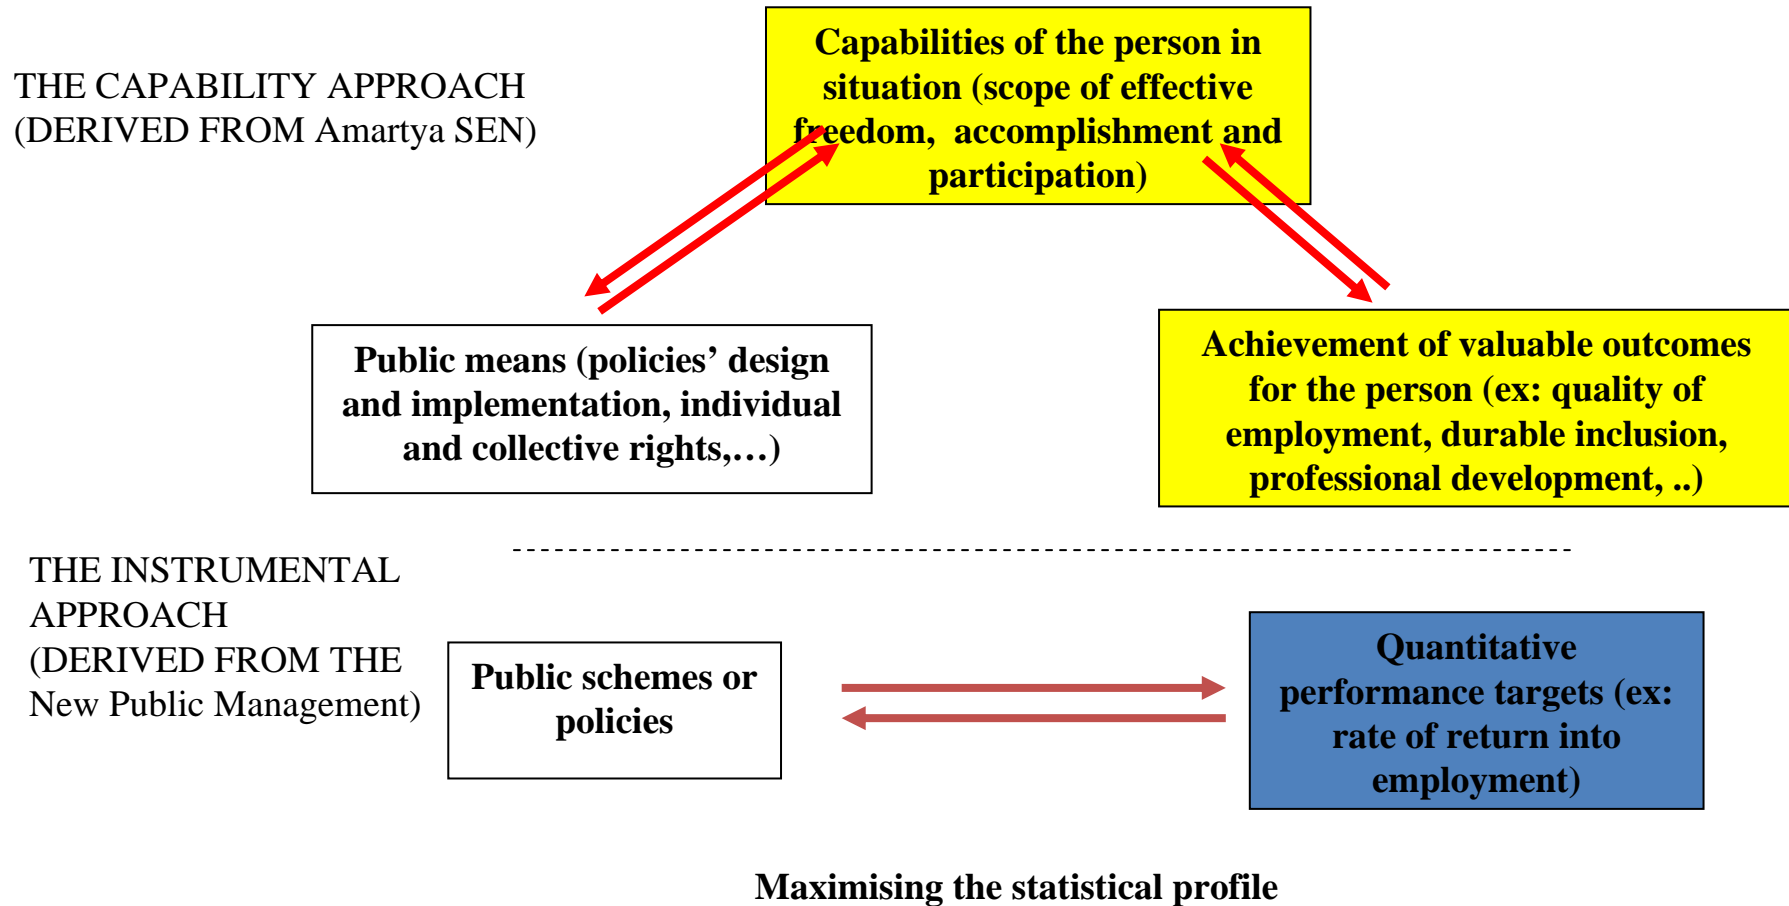 THE CAPABILITY APPROACH
(DERIVED FROM Amartya SEN)
Capabilities of the person in
situation (scope of effective
freedom, accomplishment and
participation)
Public means (policies’ design
and implementation, individual
and collective rights,…)
Achievement of valuable outcomes
for the person (ex: quality of
employment, durable inclusion,
professional development, ..)
THE INSTRUMENTAL
APPROACH
(DERIVED FROM THE
New Public Management)
Public schemes or
policies
Quantitative
performance targets (ex:
rate of return into
employment)
Maximising the statistical profile